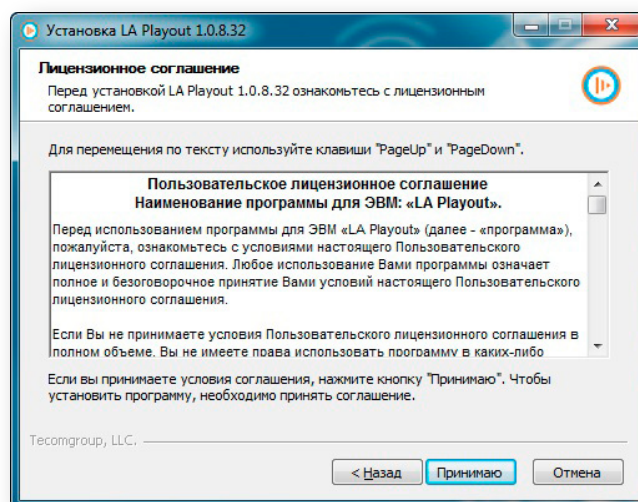 Установка LA Playout 1.0.8.32
Лицензионное соглашение
Перед установкой LA Playout 1.0.8.32 ознакомьтесь с лицензионным
соглашением.
Для перемещения по тексту используйте клавиши "PageUp" и "PageDown".
Пользовательское лицензионное соглашение
Наименование программы для ЭВМ: «LA Playout».
Перед использованием программы для ЭВМ «LA Playout» (далее - «программа»),
пожалуйста, ознакомьтесь с условиями настоящего Пользовательского
лицензионного соглашения. Любое использование Вами программы означает
полное и безоговорочное принятие Вами условий настоящего Пользовательского
лицензионного соглашения.
Если Вы не принимаете условия Пользовательского лицензионного соглашения в
полном объеме, Вы не имеете права использовать программу в каких-либо
Если вы принимаете условия соглашения, нажмите кнопку "Принимаю". Чтобы
установить программу, необходимо принять соглашение.
Tecomgroup, LLC.
< Назад Принимаю Отмена